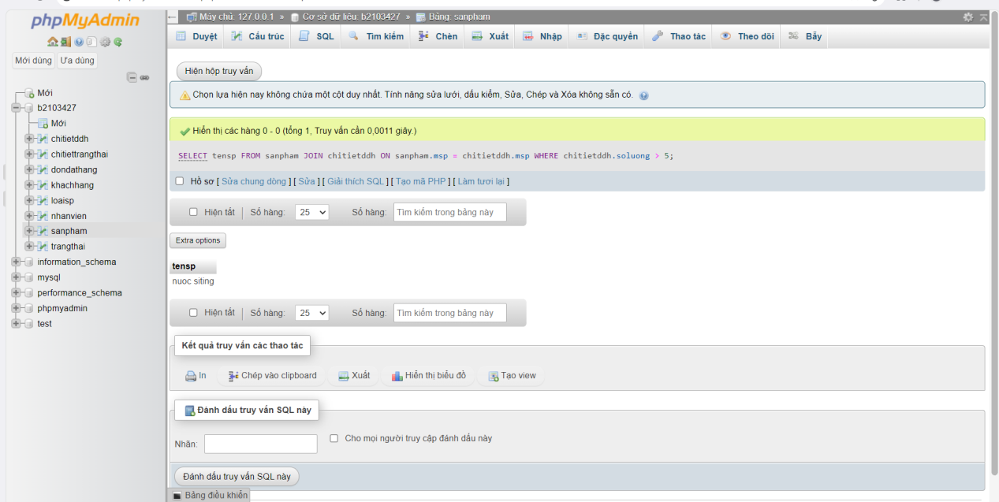 phpMyAdmin
Mới dùng Ưa dùng
Mới
b2103427
Mới
chitietddh
chitiettrangthai
dondathang
khachhang
loaisp
nhanvien
sanpham
trangthai
information_schema
mysql
performance_schema
phpmyadmin
test
Máy chủ: 127.0.0.1 » Cơ sở dữ liệu: b2103427 » Bảng: sanpham
Duyệt Cấu trúc SQL Tìm kiếm Chèn Xuất Nhập Đặc quyền Thao tác Theo dõi Bẫy
Hiện hộp truy vấn
Chọn lựa hiện nay không chứa một cột duy nhất. Tính năng sửa lưới, dấu kiểm, Sửa, Chép và Xóa không sẵn có.
Hiển thị các hàng 0 - 0 (tổng 1, Truy vấn cần 0,0011 giây.)
SELECT tensp FROM sanpham JOIN chitietddh ON sanpham.msp = chitietddh.msp WHERE chitietddh.soluong > 5;
Hồ sơ [ Sửa chung dòng ] [ Sửa ] [ Giải thích SQL ] [ Tạo mã PHP ] [ Làm tươi lại ]
Hiện tất | Số hàng: 25 Số hàng: Tìm kiếm trong bảng này
Extra options
tensp
nuoc siting
Hiện tất | Số hàng: 25 Số hàng: Tìm kiếm trong bảng này
Kết quả truy vấn các thao tác
In Chép vào clipboard Xuất Hiển thị biểu đồ Tạo view
Đánh dấu truy vấn SQL này
Nhãn: Cho mọi người truy cập đánh dấu này
Đánh dấu truy vấn SQL này
Bảng điều khiển